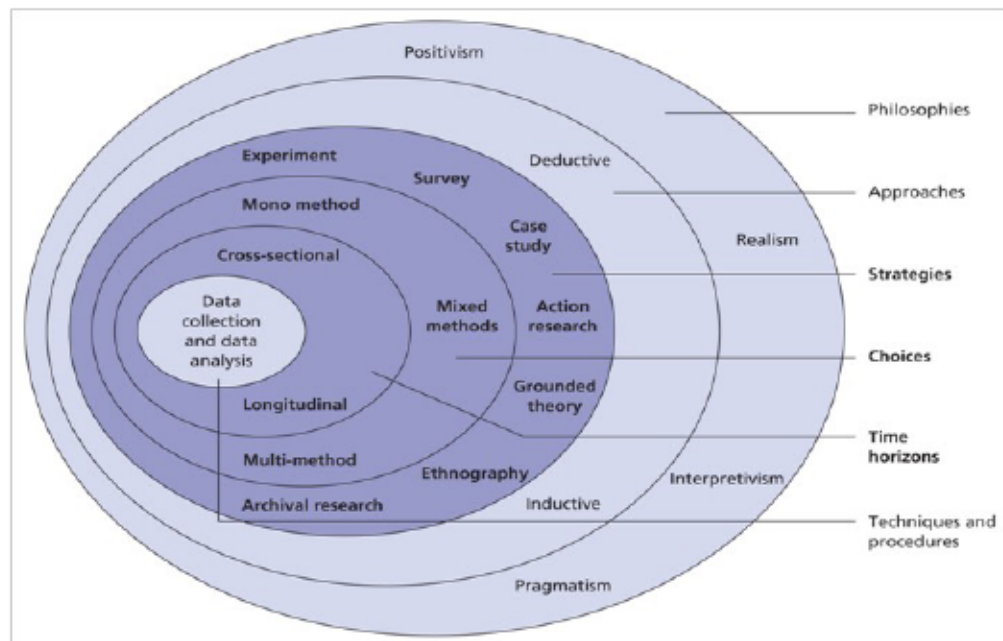 Positivism
Philosophies
Experiment
Deductive
Survey
Approaches
Mono method
Case
study
Realism
Cross-sectional
Strategies
Data
collection
and data
analysis
Mixed
methods
Action
research
Choices
Grounded
theory
Longitudinal
Time
horizons
Multi-method
Ethnography
Interpretivism
Archival research
Inductive
Techniques and
procedures
Pragmatism